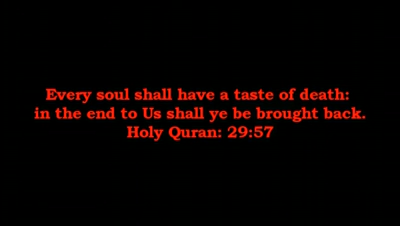 Every soul shall have a taste of death:
in the end to Us shall ye be brought back.
Holy Quran: 29:57